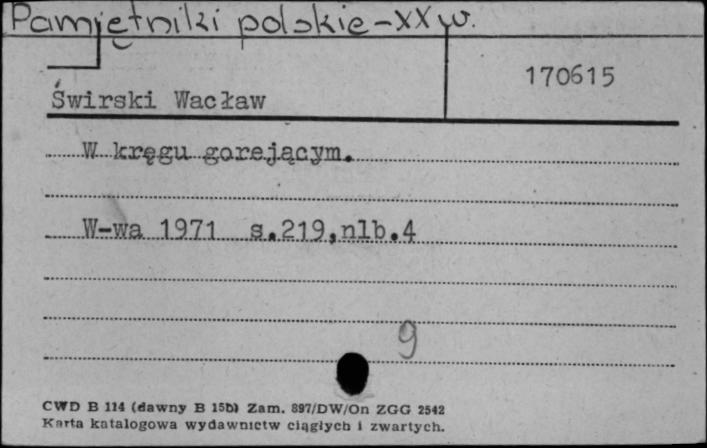 Pamiętniki polskie - XX w.
170615
Świrski Wacław
W kręgu gorejącym.
W-wa 1971 s.219,nlb.4
9
CWD B 114 (dawny B 15b) Zam. 897/DW/On ZGG 2542
Karta katalogowa wydawnictw ciągłych i zwartych.